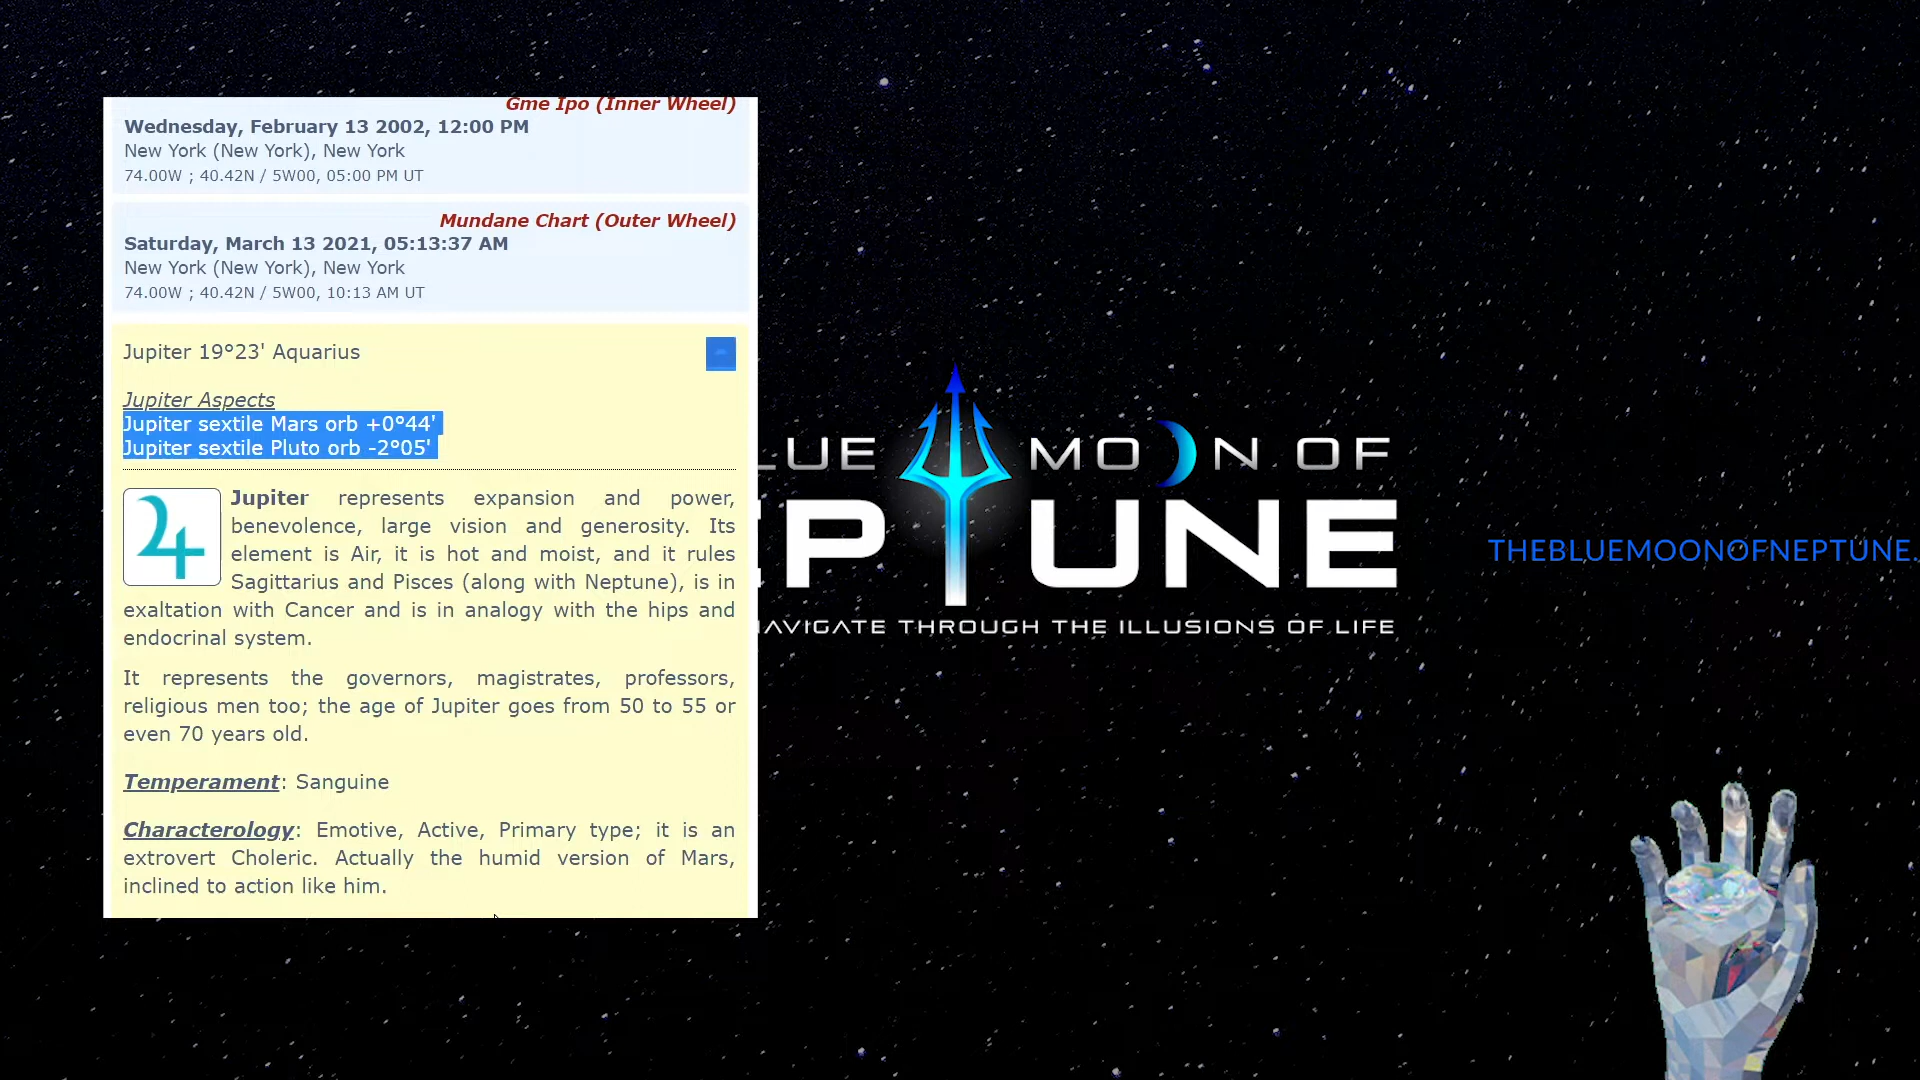 Gme Ipo (Inner Wheel)
Wednesday, February 13 2002, 12:00 PM
New York (New York), New York
74.00W ; 40.42N / 5W00, 05:00 PM UT
Mundane Chart (Outer Wheel)
Saturday, March 13 2021, 05:13:37 AM
New York (New York), New York
74.00W ; 40.42N / 5W00, 10:13 AM UT
Jupiter 19°23' Aquarius
Jupiter Aspects
Jupiter sextile Mars orb +0°44'
Jupiter sextile Pluto orb -2°05'
Jupiter represents expansion and power,
benevolence, large vision and generosity. Its
element is Air, it is hot and moist, and it rules
Sagittarius and Pisces (along with Neptune), is in
exaltation with Cancer and is in analogy with the hips and
endocrinal system.
It represents the governors, magistrates, professors,
religious men too; the age of Jupiter goes from 50 to 55 or
even 70 years old.
Temperament: Sanguine
Characterology: Emotive, Active, Primary type; it is an
extrovert Choleric. Actually the humid version of Mars,
inclined to action like him.
LUE MOON OF
EPTUNE
NAVIGATE THROUGH THE ILLUSIONS OF LIFE
THEBLUEMOONOFNEPTUNE.